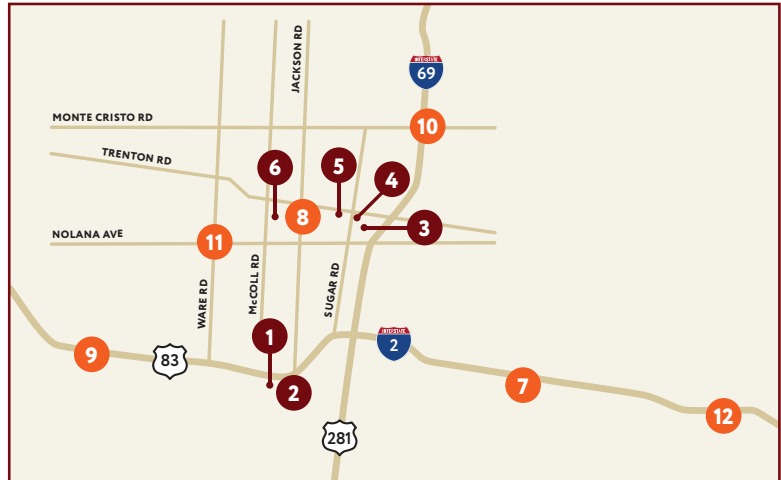 JACKSON RD
INTERSTATE
69
MONTE CRISTO RD
10
TRENTON RD
6
5
4
8
3
NOLANA AVE
11
WARE RD
McCOLL RD
SUGAR RD
1
INTERSTATE
2
9
83
7
2
12
281